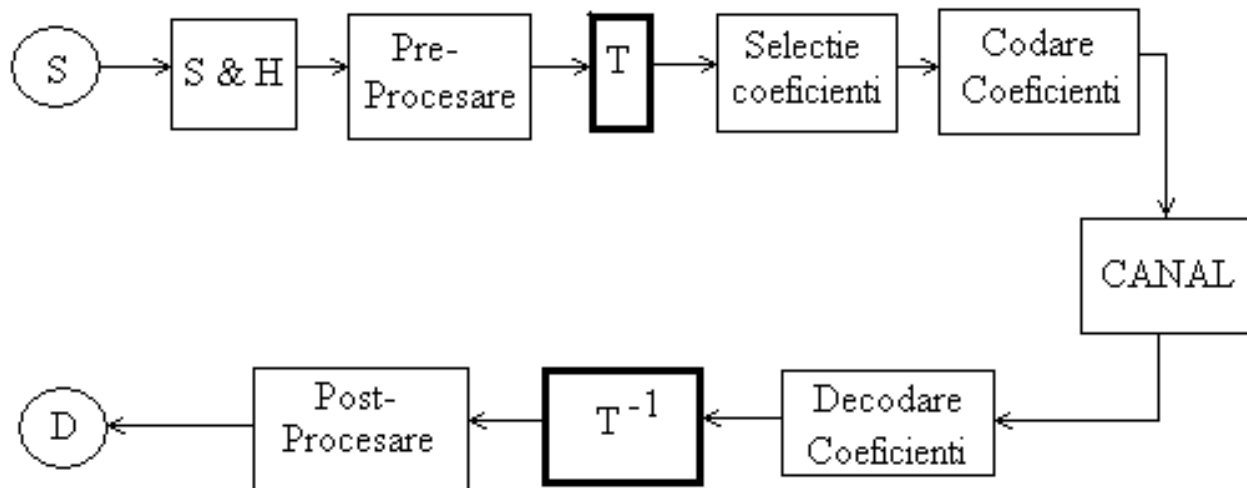 S
S & H
Pre-
Procesare
T
Selectie
coeficienti
Codare
Coeficienti
CANAL
Decodare
Coeficienti
T -1
Post-
Procesare
D